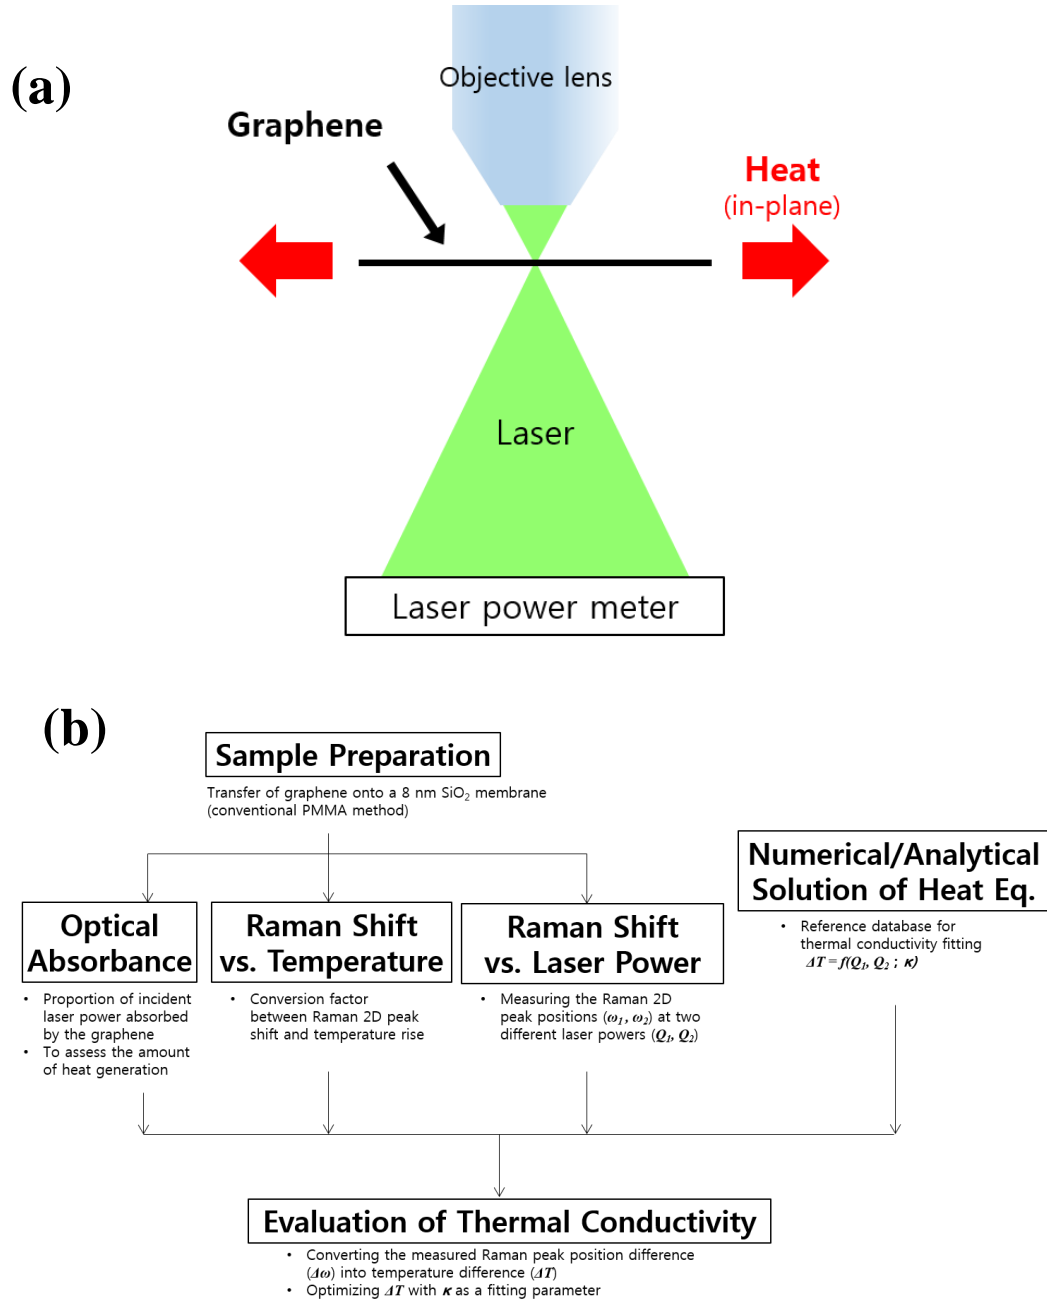 (a)
Objective lens
Graphene
Heat
(in-plane)
Laser
Laser power meter
(b)
Sample Preparation
Transfer of graphene onto a 8 nm SiO₂ membrane
(conventional PMMA method)
Optical
Absorbance
• Proportion of incident
laser power absorbed
by the graphene
• To assess the amount
of heat generation
Raman Shift
vs. Temperature
• Conversion factor
between Raman 2D peak
shift and temperature rise
Raman Shift
vs. Laser Power
• Measuring the Raman 2D
peak positions (ω₁, ω₂) at two
different laser powers (Q₁, Q₂)
Numerical/Analytical
Solution of Heat Eq.
• Reference database for
thermal conductivity fitting
ΔT = f(Q₁, Q₂ ; κ)
Evaluation of Thermal Conductivity
• Converting the measured Raman peak position difference
(Δω) into temperature difference (ΔT)
• Optimizing ΔT with κ as a fitting parameter